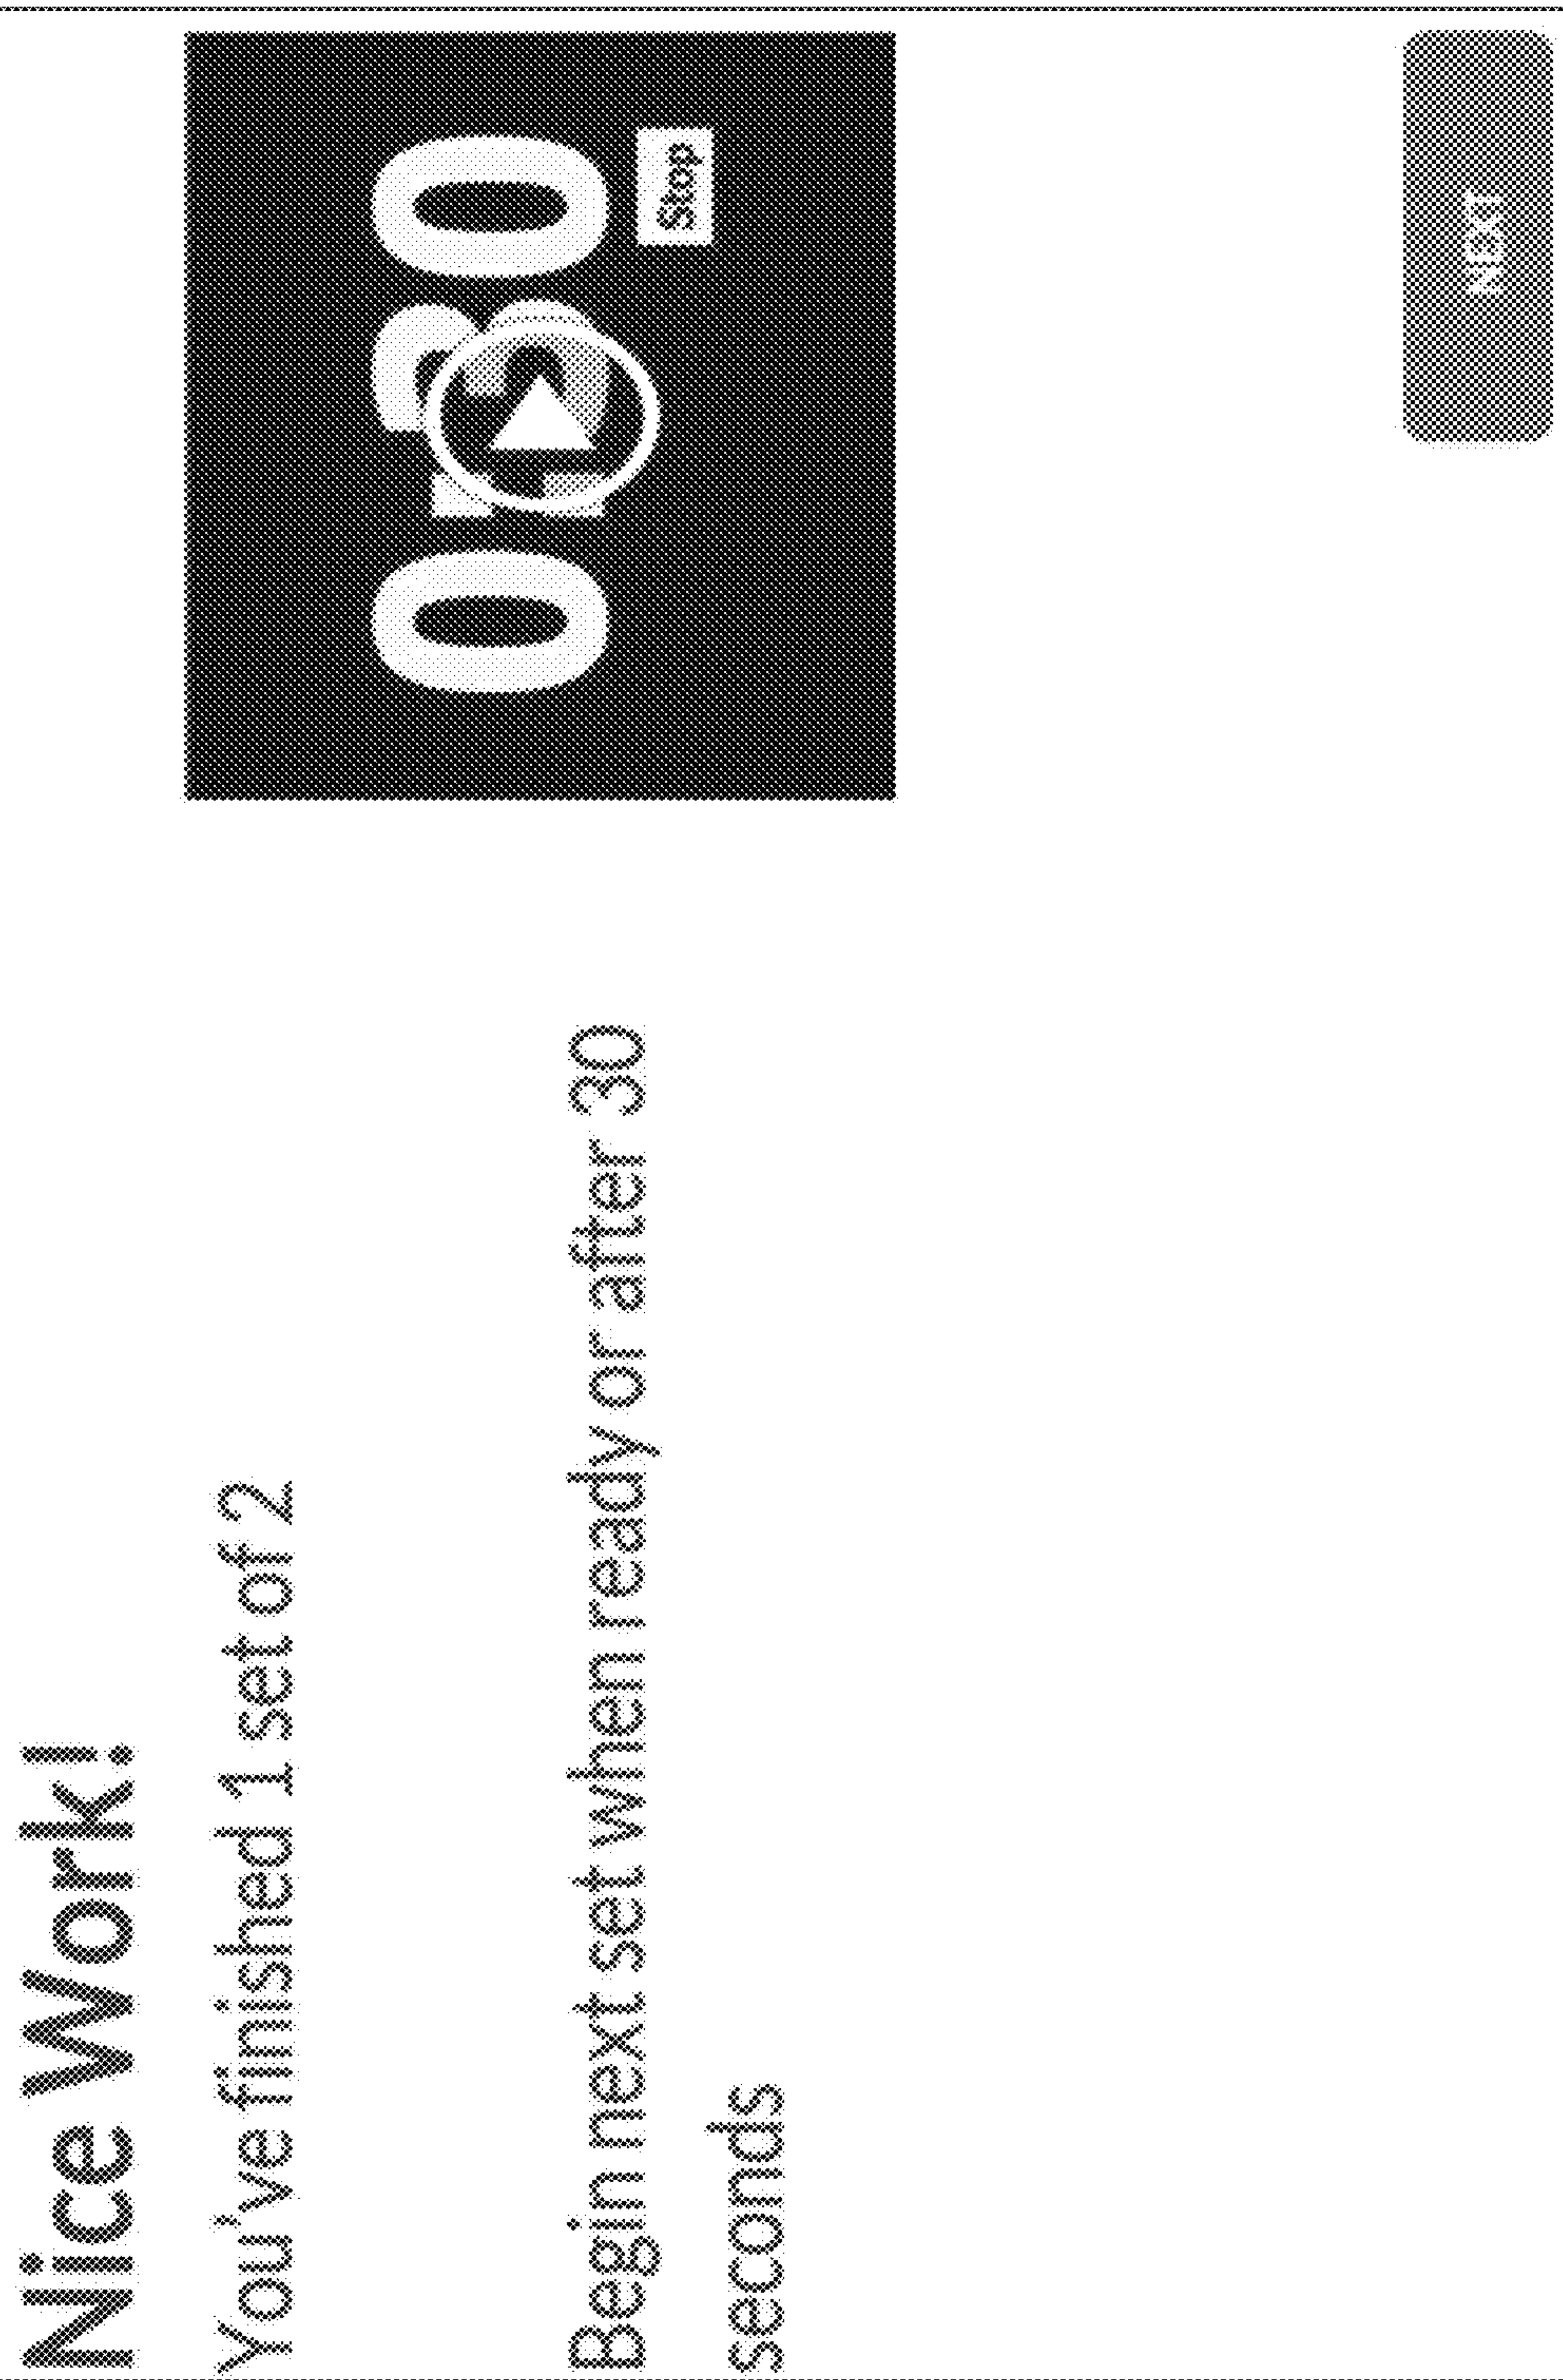 Nice Work!
You've finished 1 set of 2
Begin next set when ready or after 30
seconds
0:30
Stop
NEXT